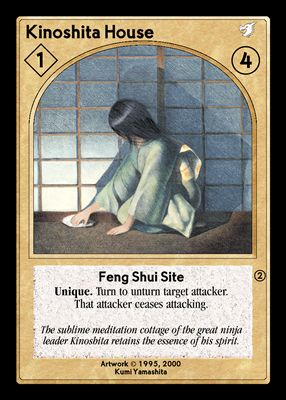 Kinoshita House
1
4
Feng Shui Site
2
Unique. Turn to unturn target attacker.
That attacker ceases attacking.
The sublime meditation cottage of the great ninja
leader Kinoshita retains the essence of his spirit.
Artwork © 1995, 2000
Kumi Yamashita